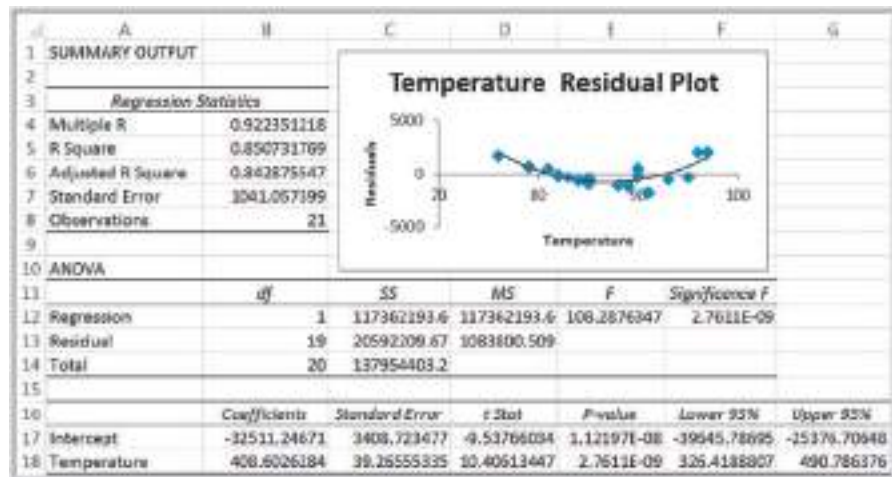 A B C D E F G
1 SUMMARY OUTPUT
2
3 Regression Statistics
4 Multiple R 0.922351218
5 R Square 0.850731769
6 Adjusted R Square 0.842875547
7 Standard Error 1041.057399
8 Observations 21
9
Temperature Residual Plot
5000
0
-5000
Residuals
80 100
Temperature
10 ANOVA
11 df SS MS F Significance F
12 Regression 1 117362193.6 117362193.6 108.2876347 2.7611E-09
13 Residual 19 20592209.67 1083800.509
14 Total 20 137954403.2
15
16 Coefficients Standard Error t Stat P-value Lower 95% Upper 95%
17 Intercept -32511.24671 3408.723477 -9.53766034 1.12197E-08 -39645.78695 -25376.70648
18 Temperature 408.6026184 39.26555335 10.40613447 2.7611E-09 326.4188807 490.786376